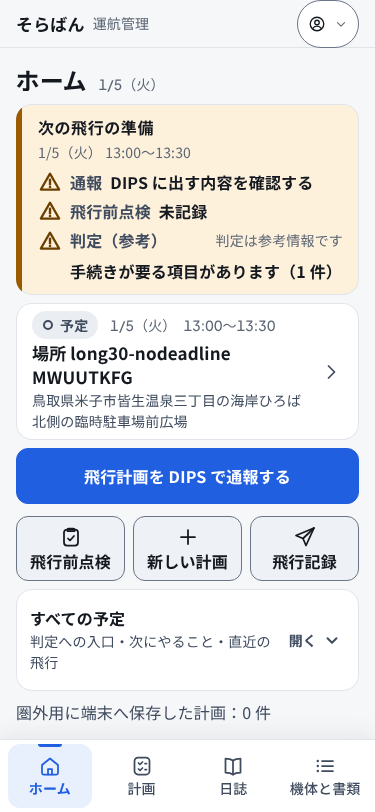 そらばん 運航管理
ホーム 1/5（火）
次の飛行の準備
1/5（火） 13:00〜13:30
通報 DIPS に出す内容を確認する
飛行前点検 未記録
判定（参考） 判定は参考情報です
手続きが要る項目があります（1 件）
予定 1/5（火） 13:00〜13:30
場所 long30-nodeadline
MWUUTKFG
鳥取県米子市皆生温泉三丁目の海岸ひろば
北側の臨時駐車場前広場
飛行計画を DIPS で通報する
飛行前点検 新しい計画 飛行記録
すべての予定
判定への入口・次にやること・直近の
飛行
開く
圏外用に端末へ保存した計画：0 件
ホーム 計画 日誌 機体と書類